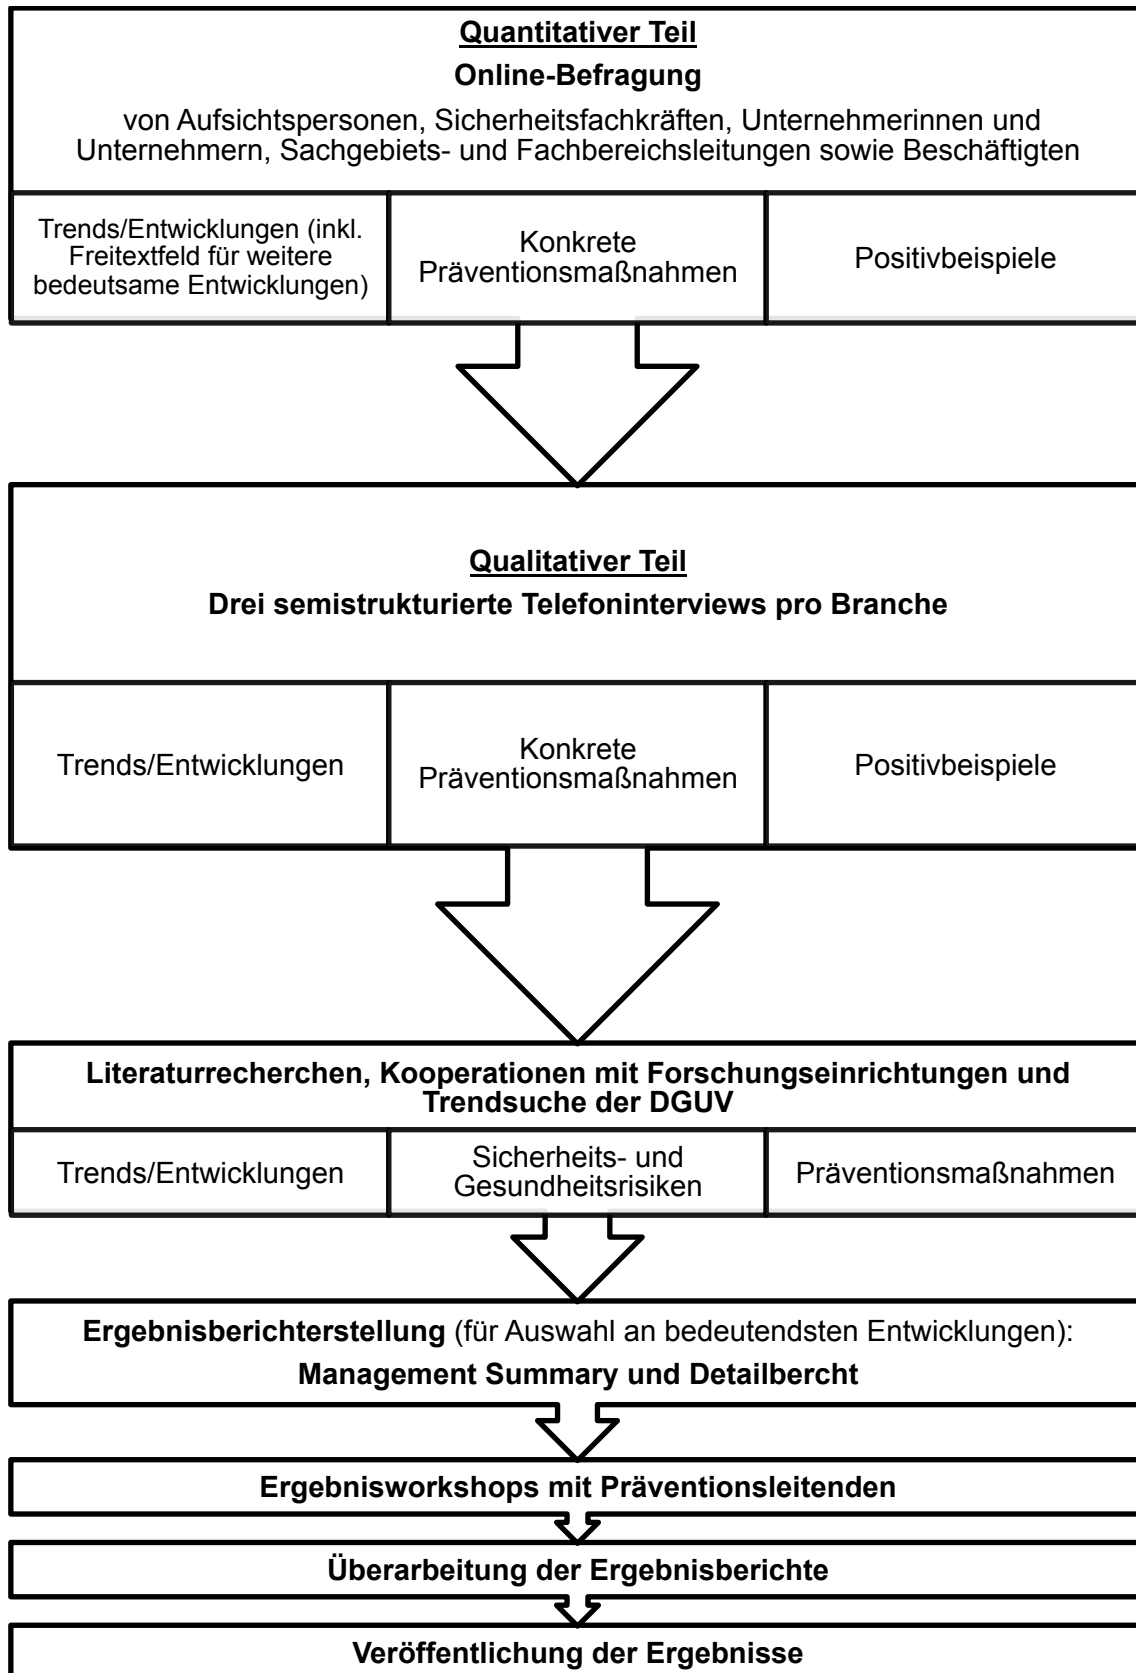 Quantitativer Teil
Online-Befragung
von Aufsichtspersonen, Sicherheitsfachkräften, Unternehmerinnen und
Unternehmern, Sachgebiets- und Fachbereichsleitungen sowie Beschäftigten
Trends/Entwicklungen (inkl.
Freitextfeld für weitere
bedeutsame Entwicklungen)
Konkrete
Präventionsmaßnahmen
Positivbeispiele
Qualitativer Teil
Drei semistrukturierte Telefoninterviews pro Branche
Trends/Entwicklungen
Konkrete
Präventionsmaßnahmen
Positivbeispiele
Literaturrecherchen, Kooperationen mit Forschungseinrichtungen und
Trendsuche der DGUV
Trends/Entwicklungen
Sicherheits- und
Gesundheitsrisiken
Präventionsmaßnahmen
Ergebnisberichterstellung (für Auswahl an bedeutendsten Entwicklungen):
Management Summary und Detailbercht
Ergebnisworkshops mit Präventionsleitenden
Überarbeitung der Ergebnisberichte
Veröffentlichung der Ergebnisse